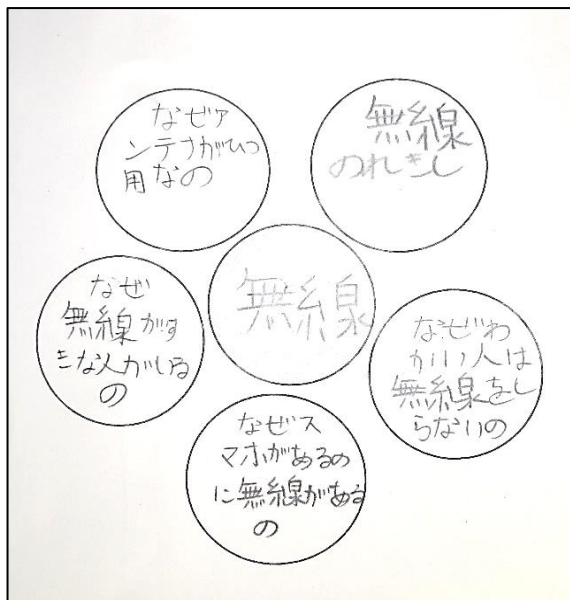 なぜア
ンテナがひつ
用なの
無線
のれきし
無線
なぜ
無線がす
きな人がいる
の
なぜわ
かい人は
無線をし
らないの
なぜス
マホがあるの
に無線がある
の